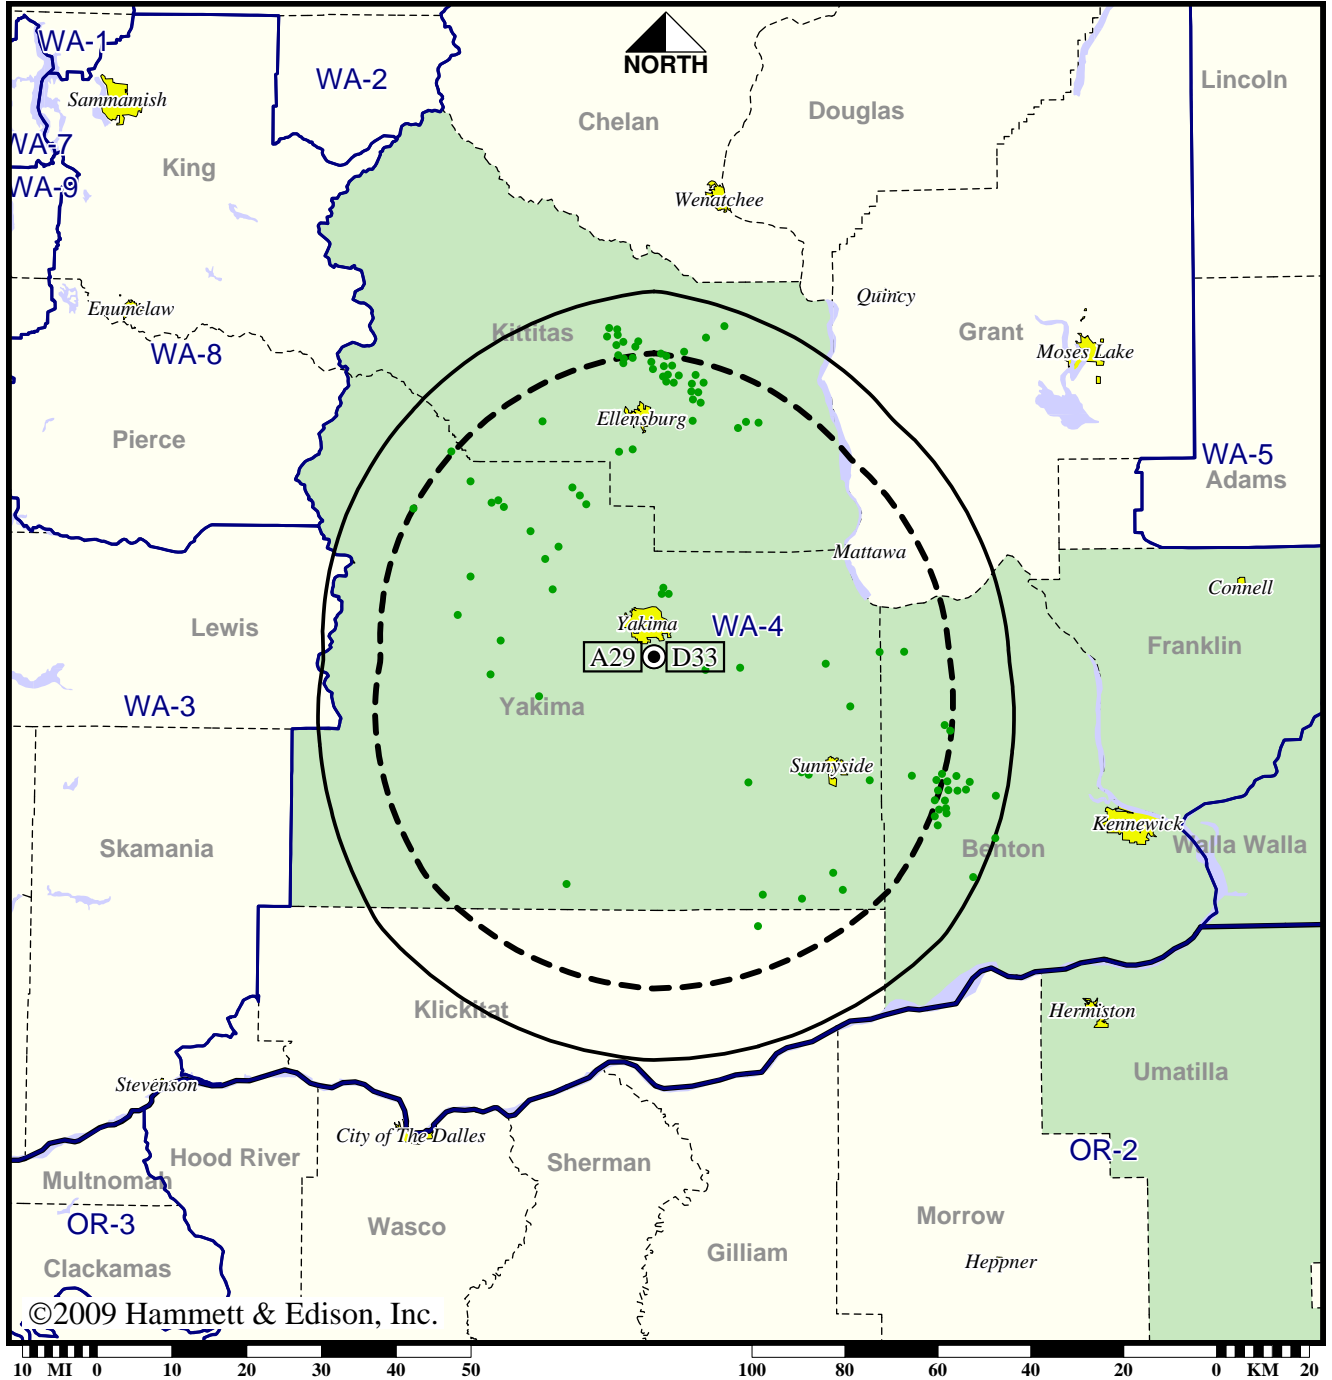 WA-1
WA-2
NORTH
Lincoln
Sammamish
Chelan
Douglas
WA-7
King
WA-9
Wenatchee
Enumclaw
Quincy
Kittitas
Grant
WA-8
Moses Lake
Ellensburg
Pierce
WA-5
Adams
Mattawa
Connell
Lewis
Yakima
WA-4
Franklin
A29
D33
WA-3
Yakima
Sunnyside
Kennewick
Skamania
Benton
Walla Walla
Klickitat
Hermiston
Umatilla
Stevenson
City of The Dalles
Hood River
Sherman
OR-2
Multnomah
OR-3
Wasco
Morrow
Gilliam
Heppner
Clackamas
©2009 Hammett & Edison, Inc.
10 MI 0 10 20 30 40 50
100 80 60 40 20 0 KM 20